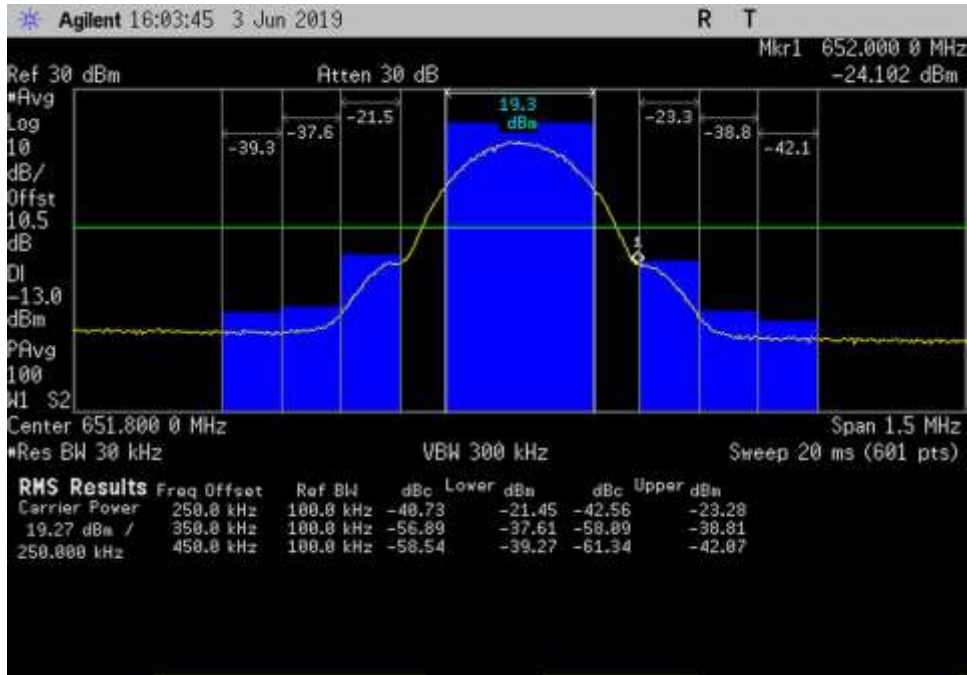 Agilent 16:03:45 3 Jun 2019 R T
Mkr1 652.000 0 MHz
Ref 30 dBm Atten 30 dB -24.102 dBm
#Avg
Log
10
dB/
Offst
10.5
dB
DI
-13.0
dBm
PAvg
100
W1 S2
-39.3 -37.6 -21.5 19.3 dBm -23.3 -38.8 -42.1
1
Center 651.800 0 MHz Span 1.5 MHz
#Res BW 30 kHz VBW 300 kHz Sweep 20 ms (601 pts)
RMS Results Freq Offset Ref BW dBc Lower dBm dBc Upper dBm
Carrier Power 250.0 kHz 100.0 kHz -40.73 -21.45 -42.56 -23.28
19.27 dBm / 350.0 kHz 100.0 kHz -56.89 -37.61 -58.09 -38.81
250.000 kHz 450.0 kHz 100.0 kHz -58.54 -39.27 -61.34 -42.07